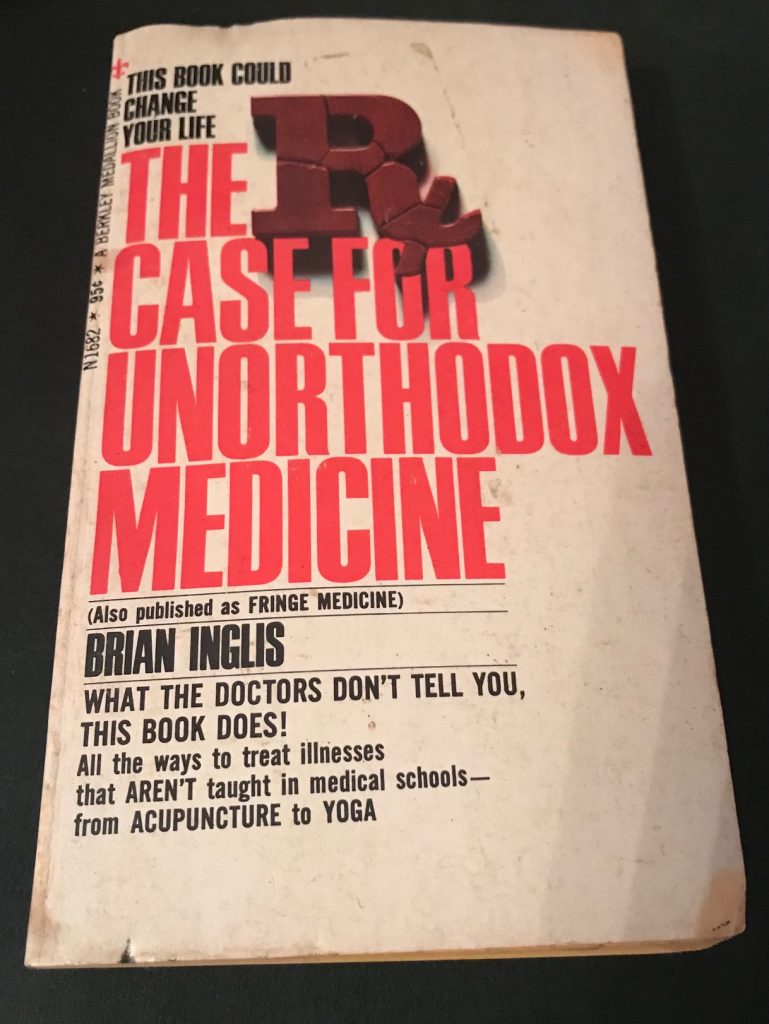 THIS BOOK COULD
CHANGE
YOUR LIFE
R
THE
CASE FOR
UNORTHODOX
MEDICINE
(Also published as FRINGE MEDICINE)
BRIAN INGLIS
WHAT THE DOCTORS DON'T TELL YOU,
THIS BOOK DOES!
All the ways to treat illnesses
that AREN'T taught in medical schools—
from ACUPUNCTURE to YOGA
N1682 * 95¢ * A BERKLEY MEDALLION BOOK